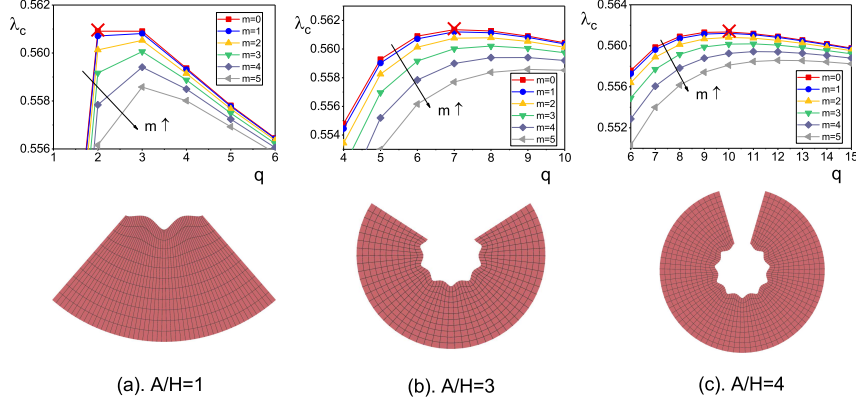 λc
0.562
0.560
0.558
0.556
1 2 3 4 5 6
q
m=0
m=1
m=2
m=3
m=4
m=5
m ↑
λc
0.562
0.560
0.558
0.556
0.554
4 5 6 7 8 9 10
q
m=0
m=1
m=2
m=3
m=4
m=5
m ↑
λc
0.564
0.560
0.556
0.552
6 7 8 9 10 11 12 13 14 15
q
m=0
m=1
m=2
m=3
m=4
m=5
m ↑
(a). A/H=1
(b). A/H=3
(c). A/H=4